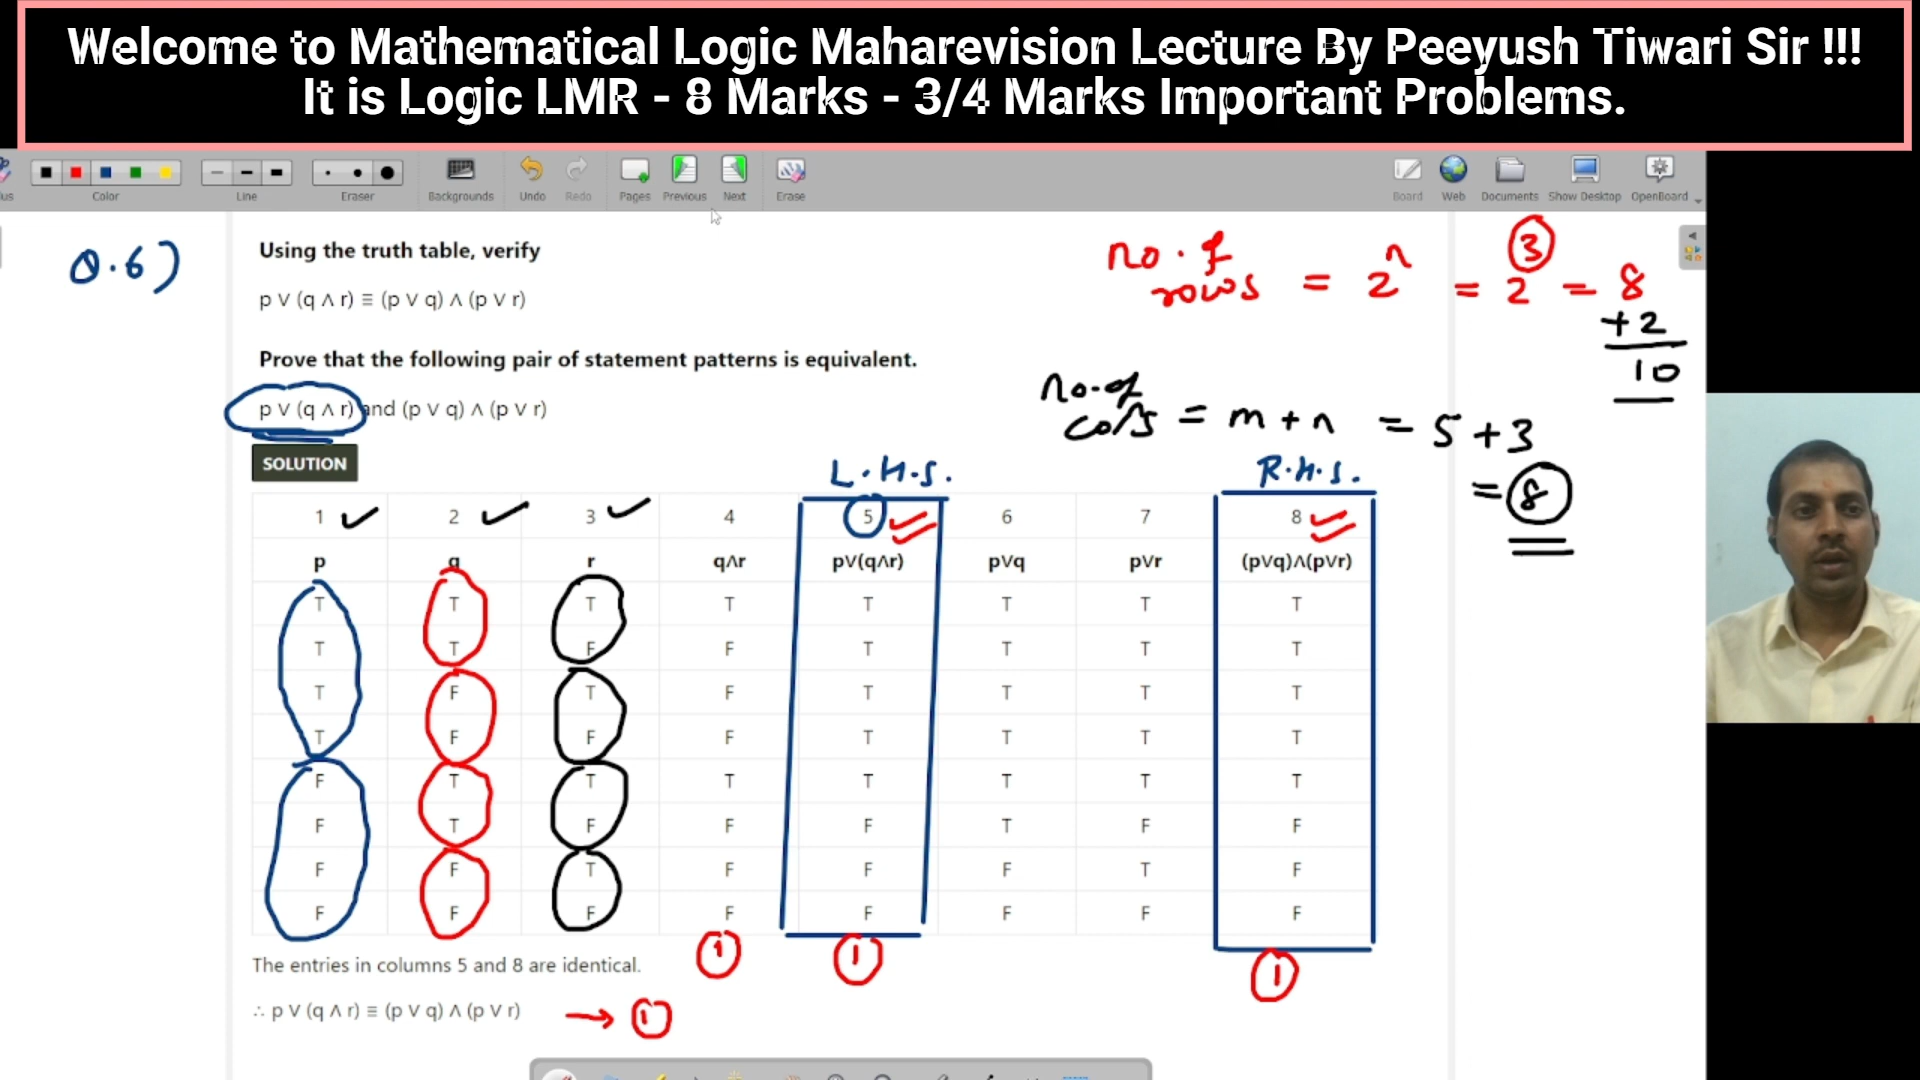 Welcome to Mathematical Logic Maharevision Lecture By Peeyush Tiwari Sir !!!
It is Logic LMR - 8 Marks - 3/4 Marks Important Problems.
Color Line Eraser Backgrounds Undo Redo Pages Previous Next Erase Board Web Documents Show Desktop OpenBoard
Q.6)
Using the truth table, verify
p ∨ (q ∧ r) ≡ (p ∨ q) ∧ (p ∨ r)
no. of rows = 2ⁿ = 2³ = 8
+2
10
Prove that the following pair of statement patterns is equivalent.
p ∨ (q ∧ r) and (p ∨ q) ∧ (p ∨ r)
no. of cols = m + n = 5 + 3
= 8
SOLUTION
L.H.S. R.H.S.
1 2 3 4 5 6 7 8
p q r q∧r p∨(q∧r) p∨q p∨r (p∨q)∧(p∨r)
T T T T T T T T
T T F F T T T T
T F T F T T T T
T F F F T T T T
F T T T T T T T
F T F F F T F F
F F T F F F T F
F F F F F F F F
1 1 1
The entries in columns 5 and 8 are identical.
∴ p ∨ (q ∧ r) ≡ (p ∨ q) ∧ (p ∨ r) → 1